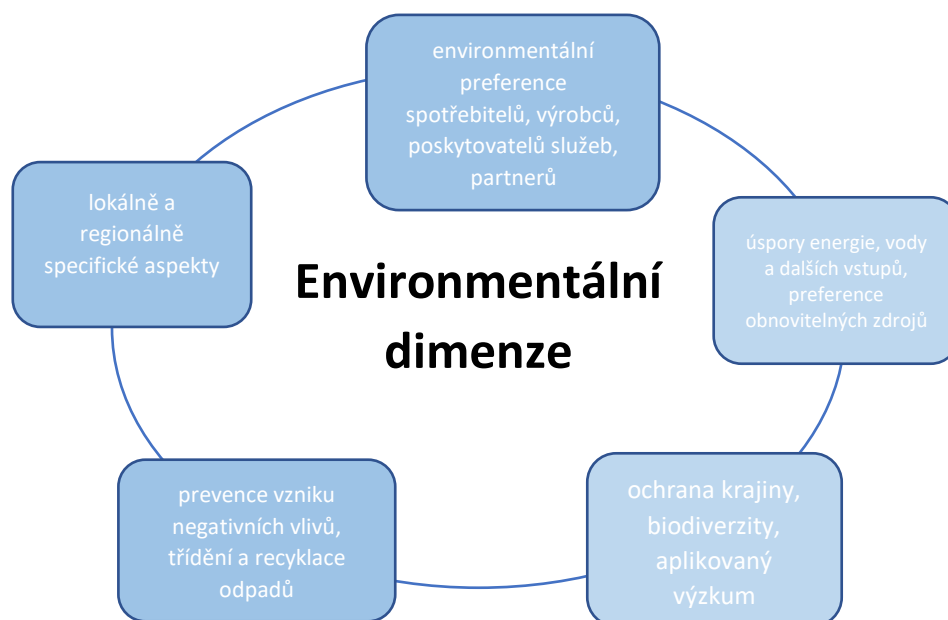 environmentální
preference
spotřebitelů, výrobců,
poskytovatelů služeb,
partnerů
lokálně a
regionálně
specifické aspekty
úspory energie, vody
a dalších vstupů,
preference
obnovitelných zdrojů
Environmentální
dimenze
prevence vzniku
negativních vlivů,
třídění a recyklace
odpadů
ochrana krajiny,
biodiverzity,
aplikovaný
výzkum